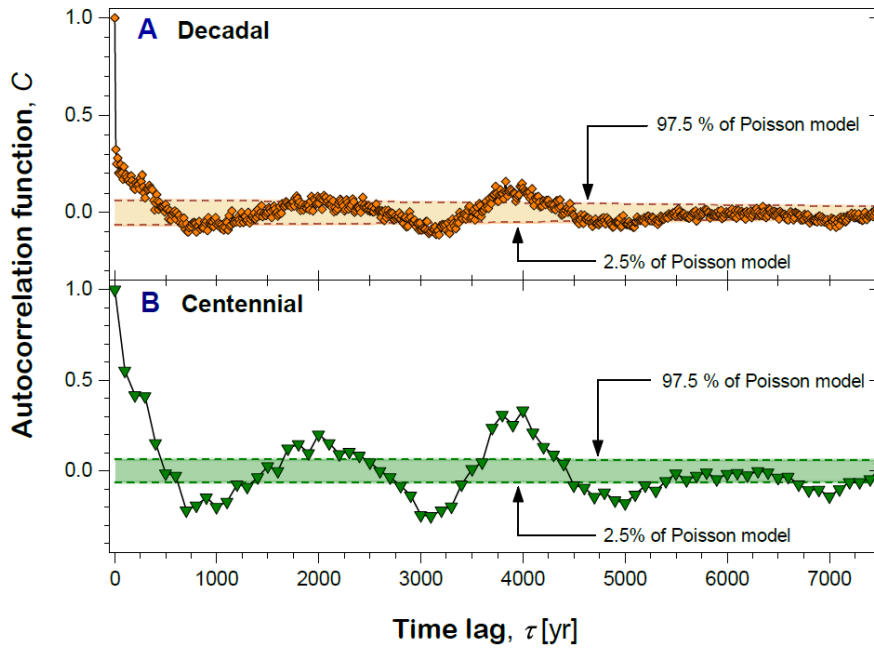 Autocorrelation function, C
A Decadal
1.0
0.5
0.0
97.5 % of Poisson model
2.5% of Poisson model
B Centennial
1.0
0.5
0.0
97.5 % of Poisson model
2.5% of Poisson model
0 1000 2000 3000 4000 5000 6000 7000
Time lag, τ [yr]